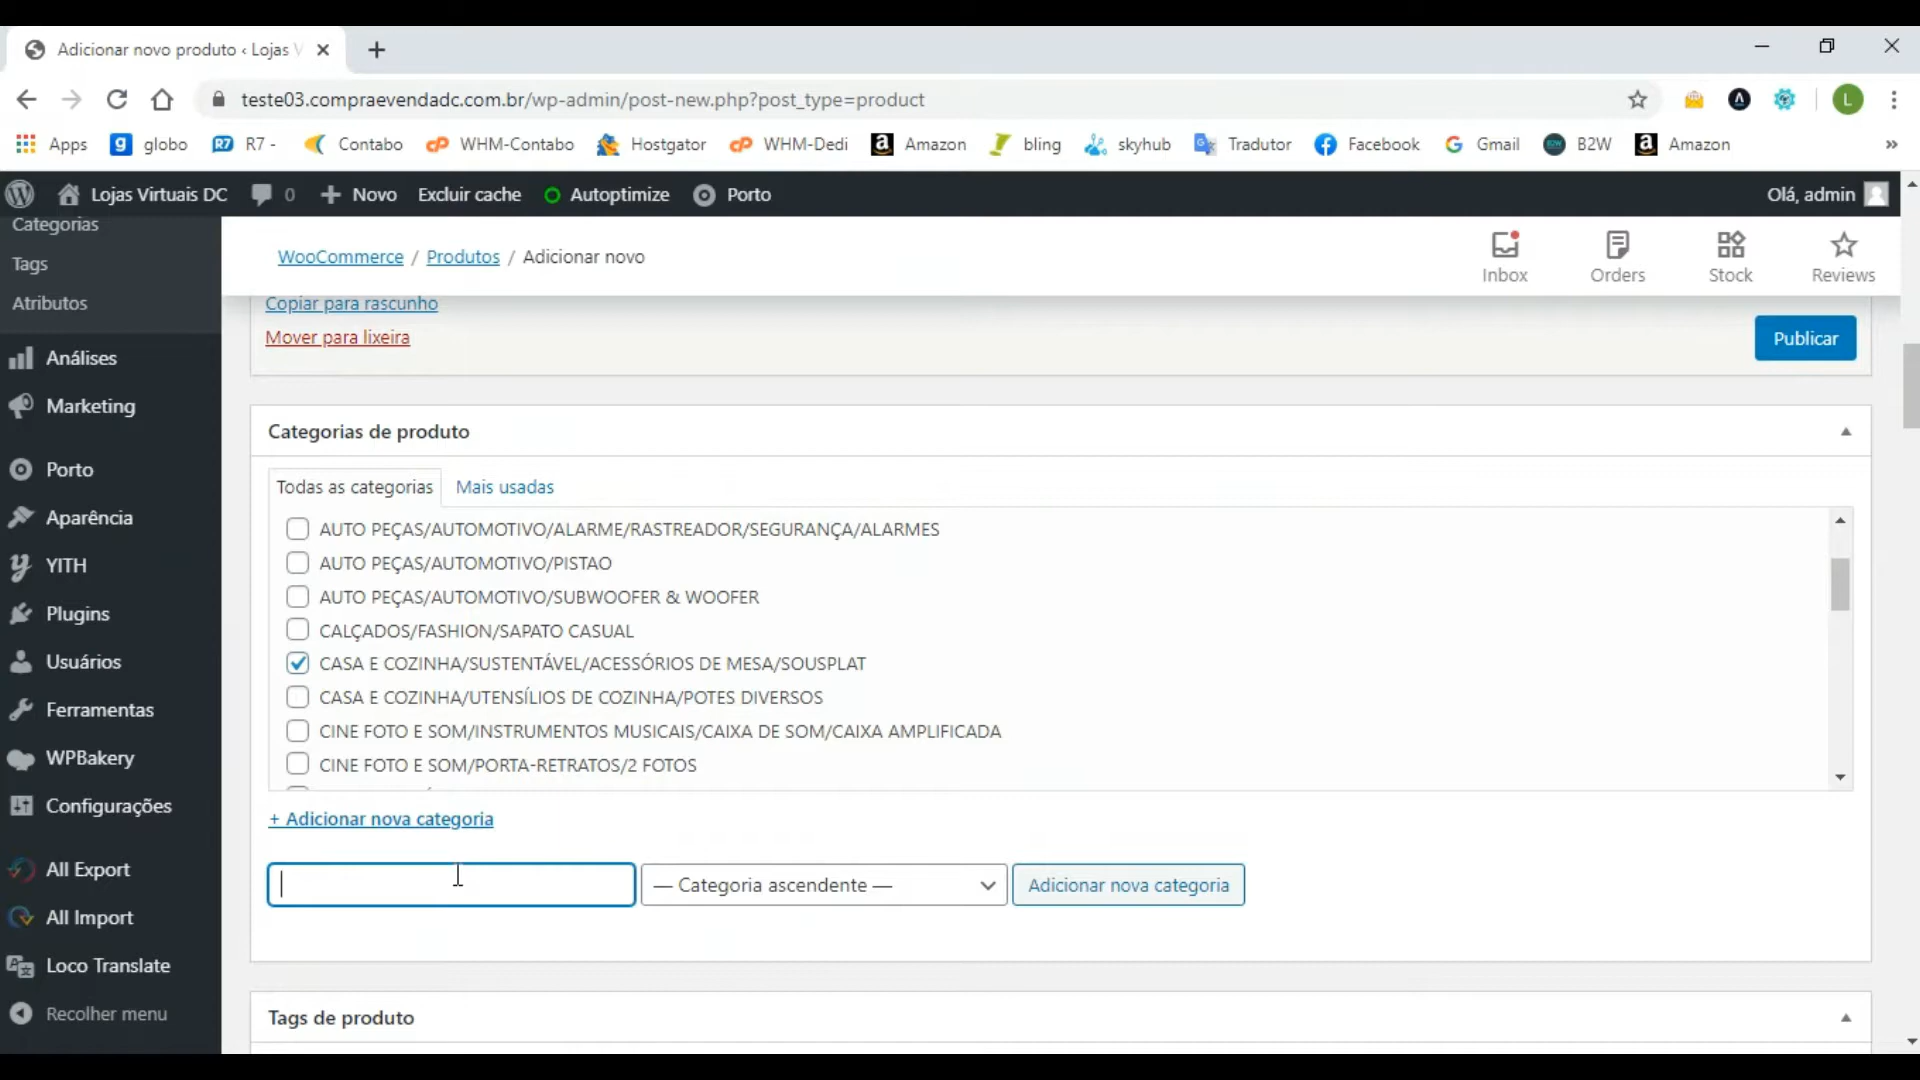 Adicionar novo produto ‹ Lojas V
teste03.compraevendadc.com.br/wp-admin/post-new.php?post_type=product
L
Apps globo R7 - Contabo WHM-Contabo Hostgator WHM-Dedi Amazon bling skyhub Tradutor Facebook Gmail B2W Amazon »
Lojas Virtuais DC 0 Novo Excluir cache Autoptimize Porto Olá, admin
Categorias
Tags
Atributos
Análises
Marketing
Porto
Aparência
YITH
Plugins
Usuários
Ferramentas
WPBakery
Configurações
All Export
All Import
Loco Translate
Recolher menu
WooCommerce / Produtos / Adicionar novo
Inbox Orders Stock Reviews
Copiar para rascunho
Mover para lixeira
Publicar
Categorias de produto
Todas as categorias Mais usadas
AUTO PEÇAS/AUTOMOTIVO/ALARME/RASTREADOR/SEGURANÇA/ALARMES
AUTO PEÇAS/AUTOMOTIVO/PISTAO
AUTO PEÇAS/AUTOMOTIVO/SUBWOOFER & WOOFER
CALÇADOS/FASHION/SAPATO CASUAL
CASA E COZINHA/SUSTENTÁVEL/ACESSÓRIOS DE MESA/SOUSPLAT
CASA E COZINHA/UTENSÍLIOS DE COZINHA/POTES DIVERSOS
CINE FOTO E SOM/INSTRUMENTOS MUSICAIS/CAIXA DE SOM/CAIXA AMPLIFICADA
CINE FOTO E SOM/PORTA-RETRATOS/2 FOTOS
+ Adicionar nova categoria
— Categoria ascendente — Adicionar nova categoria
Tags de produto